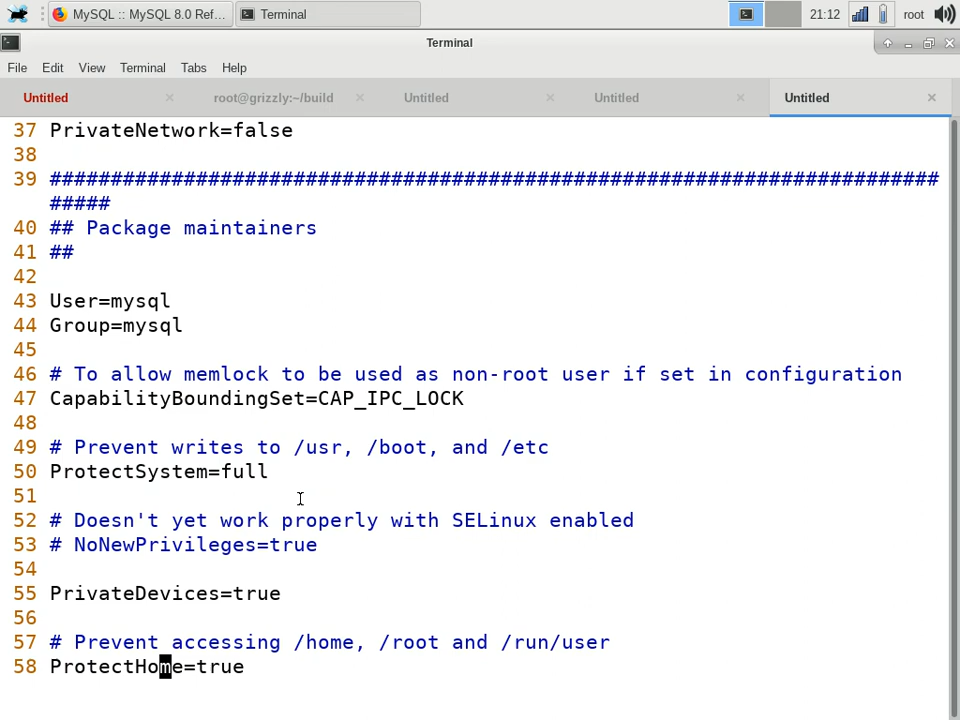 MySQL :: MySQL 8.0 Ref...
Terminal
21:12
root
Terminal
File Edit View Terminal Tabs Help
Untitled
root@grizzly:~/build
Untitled
Untitled
Untitled
37 PrivateNetwork=false
38
39 #########################################################################
#####
40 ## Package maintainers
41 ##
42
43 User=mysql
44 Group=mysql
45
46 # To allow memlock to be used as non-root user if set in configuration
47 CapabilityBoundingSet=CAP_IPC_LOCK
48
49 # Prevent writes to /usr, /boot, and /etc
50 ProtectSystem=full
51
52 # Doesn't yet work properly with SELinux enabled
53 # NoNewPrivileges=true
54
55 PrivateDevices=true
56
57 # Prevent accessing /home, /root and /run/user
58 ProtectHome=true